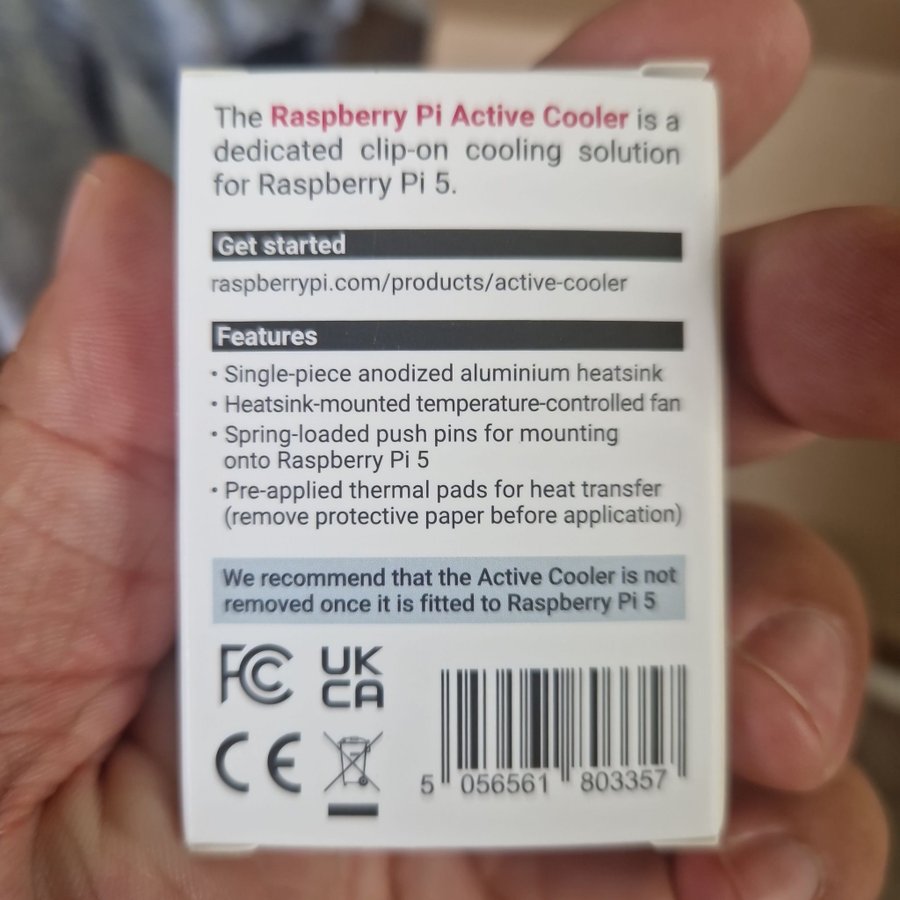 The Raspberry Pi Active Cooler is a
dedicated clip-on cooling solution
for Raspberry Pi 5.
Get started
raspberrypi.com/products/active-cooler
Features
• Single-piece anodized aluminium heatsink
• Heatsink-mounted temperature-controlled fan
• Spring-loaded push pins for mounting
onto Raspberry Pi 5
• Pre-applied thermal pads for heat transfer
(remove protective paper before application)
We recommend that the Active Cooler is not
removed once it is fitted to Raspberry Pi 5
FC
UK
CA
CE
5 056561 803357